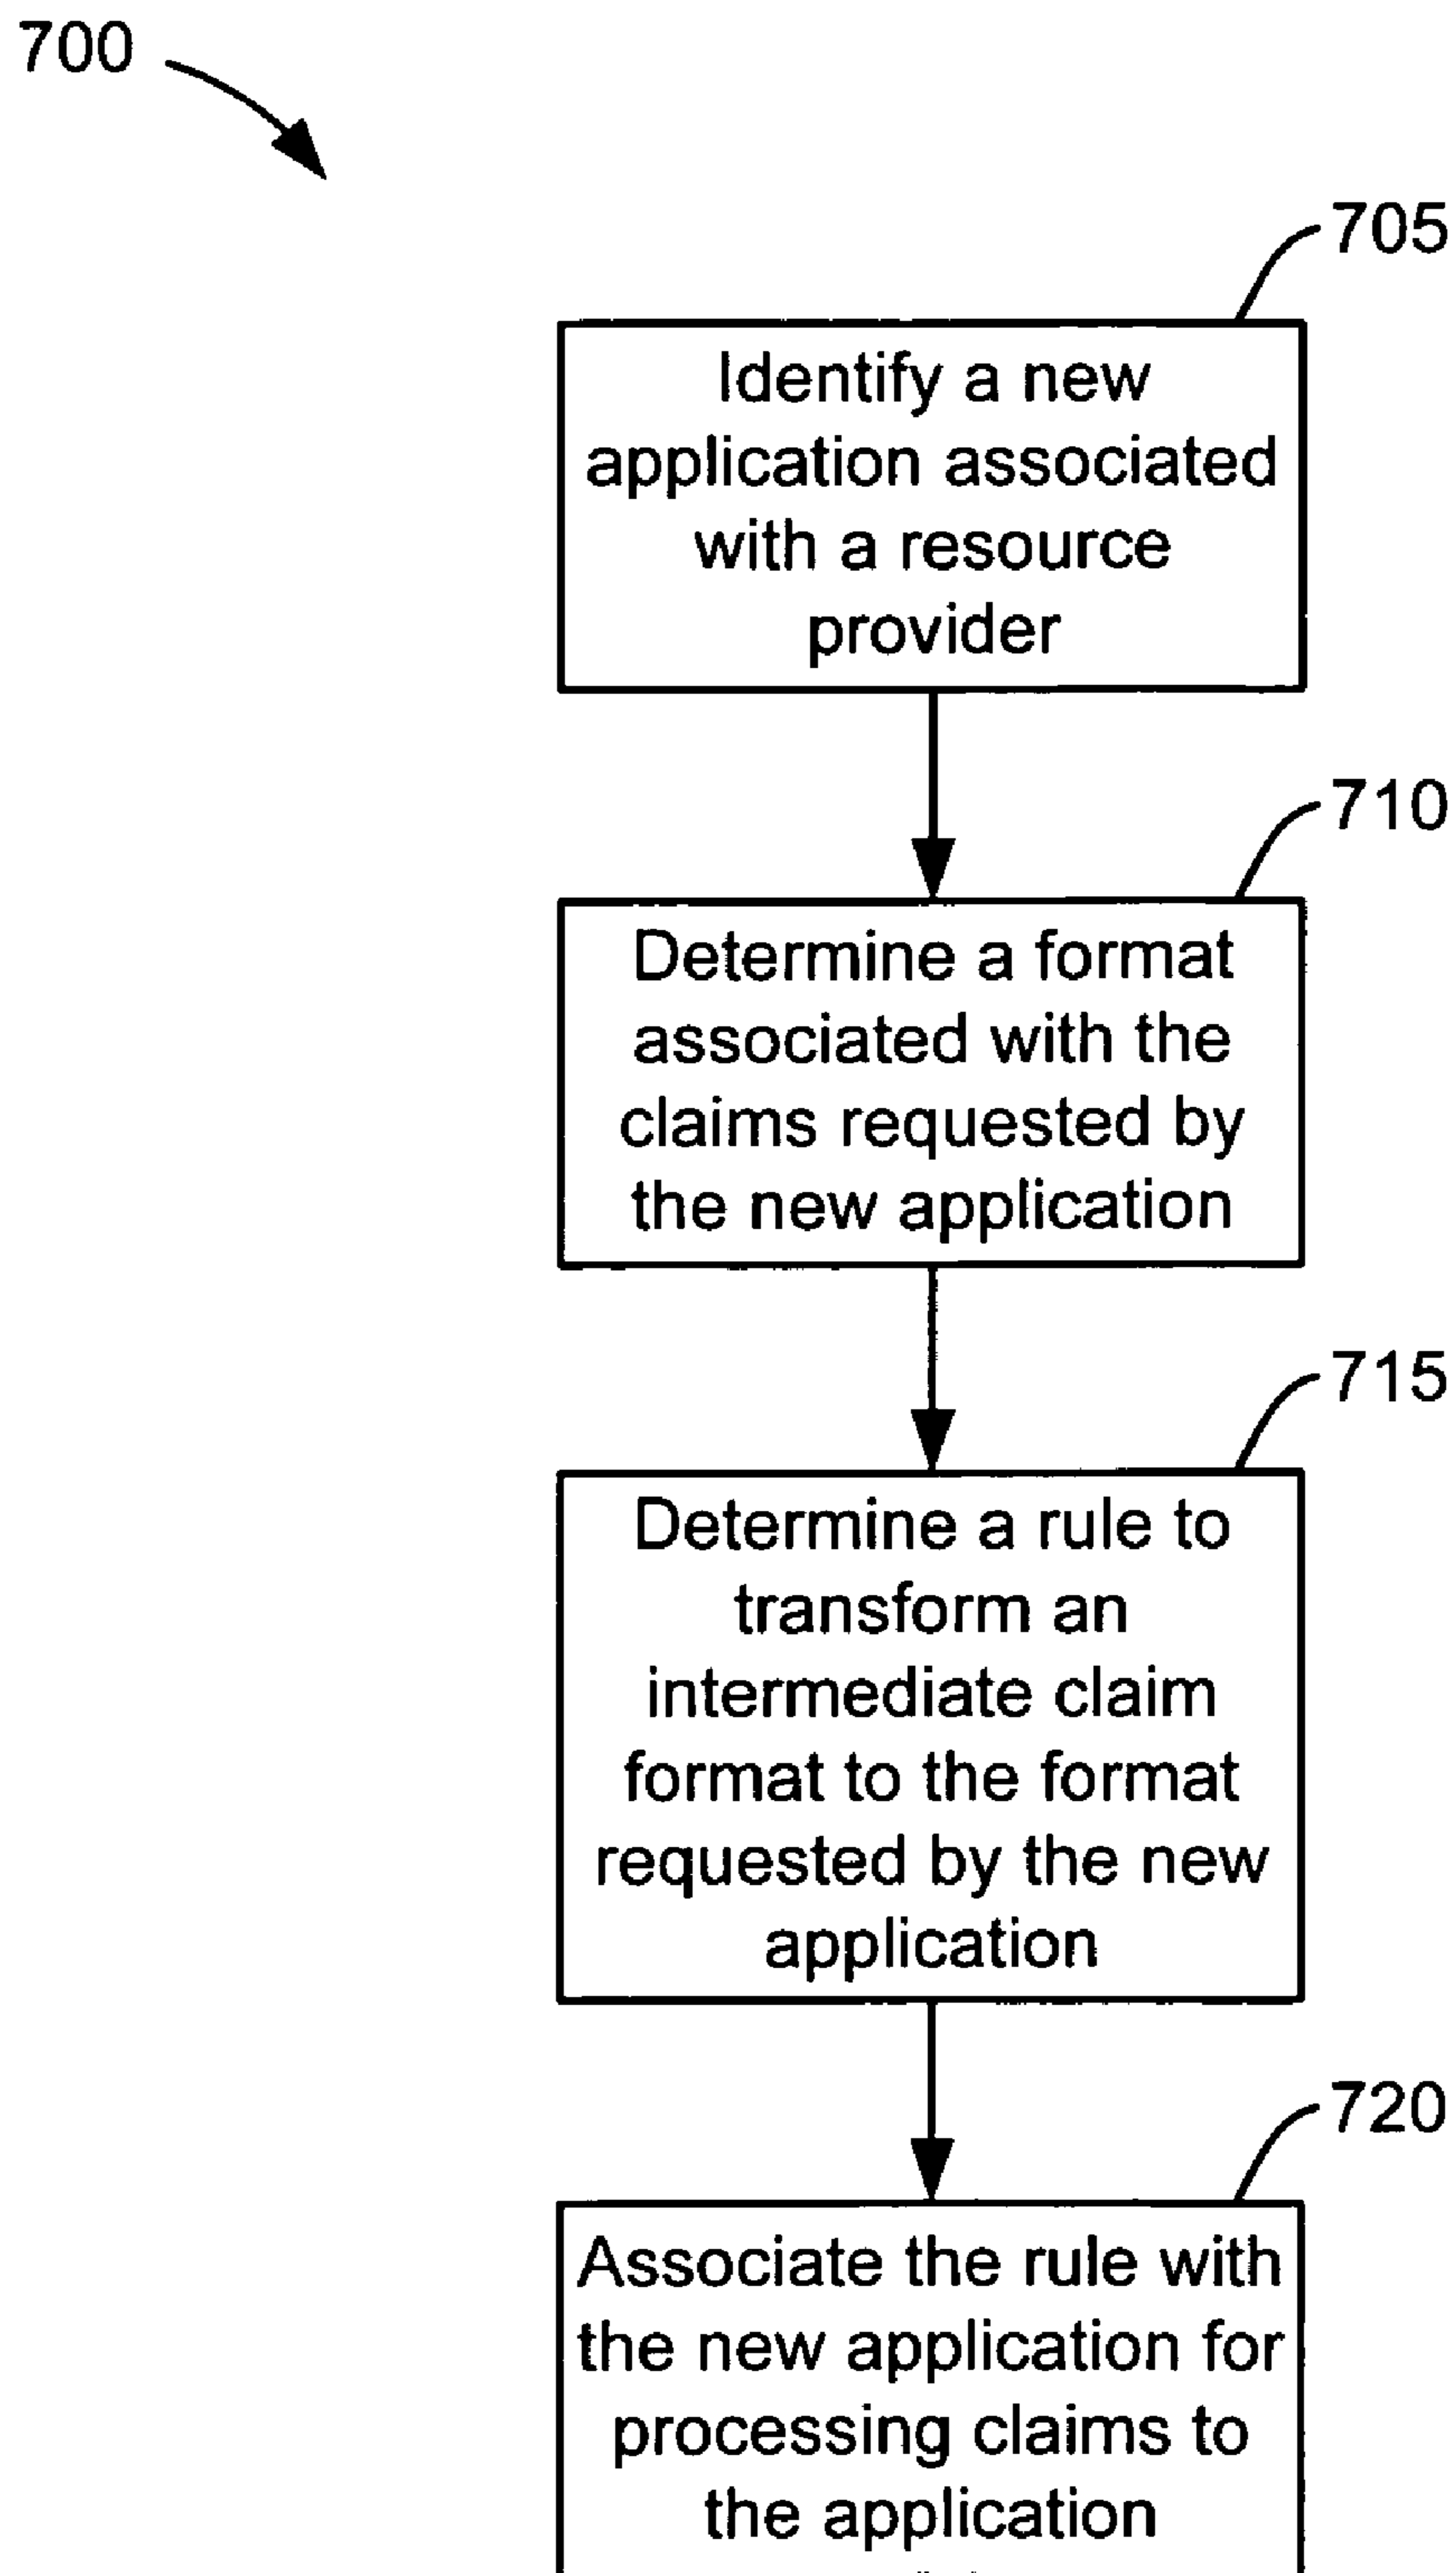 700
705
Identify a new
application associated
with a resource
provider
710
Determine a format
associated with the
claims requested by
the new application
715
Determine a rule to
transform an
intermediate claim
format to the format
requested by the new
application
720
Associate the rule with
the new application for
processing claims to
the application